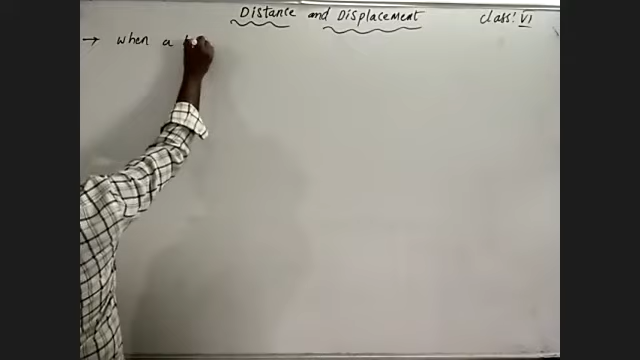 Distance and Displacement
class: VI
→ when a